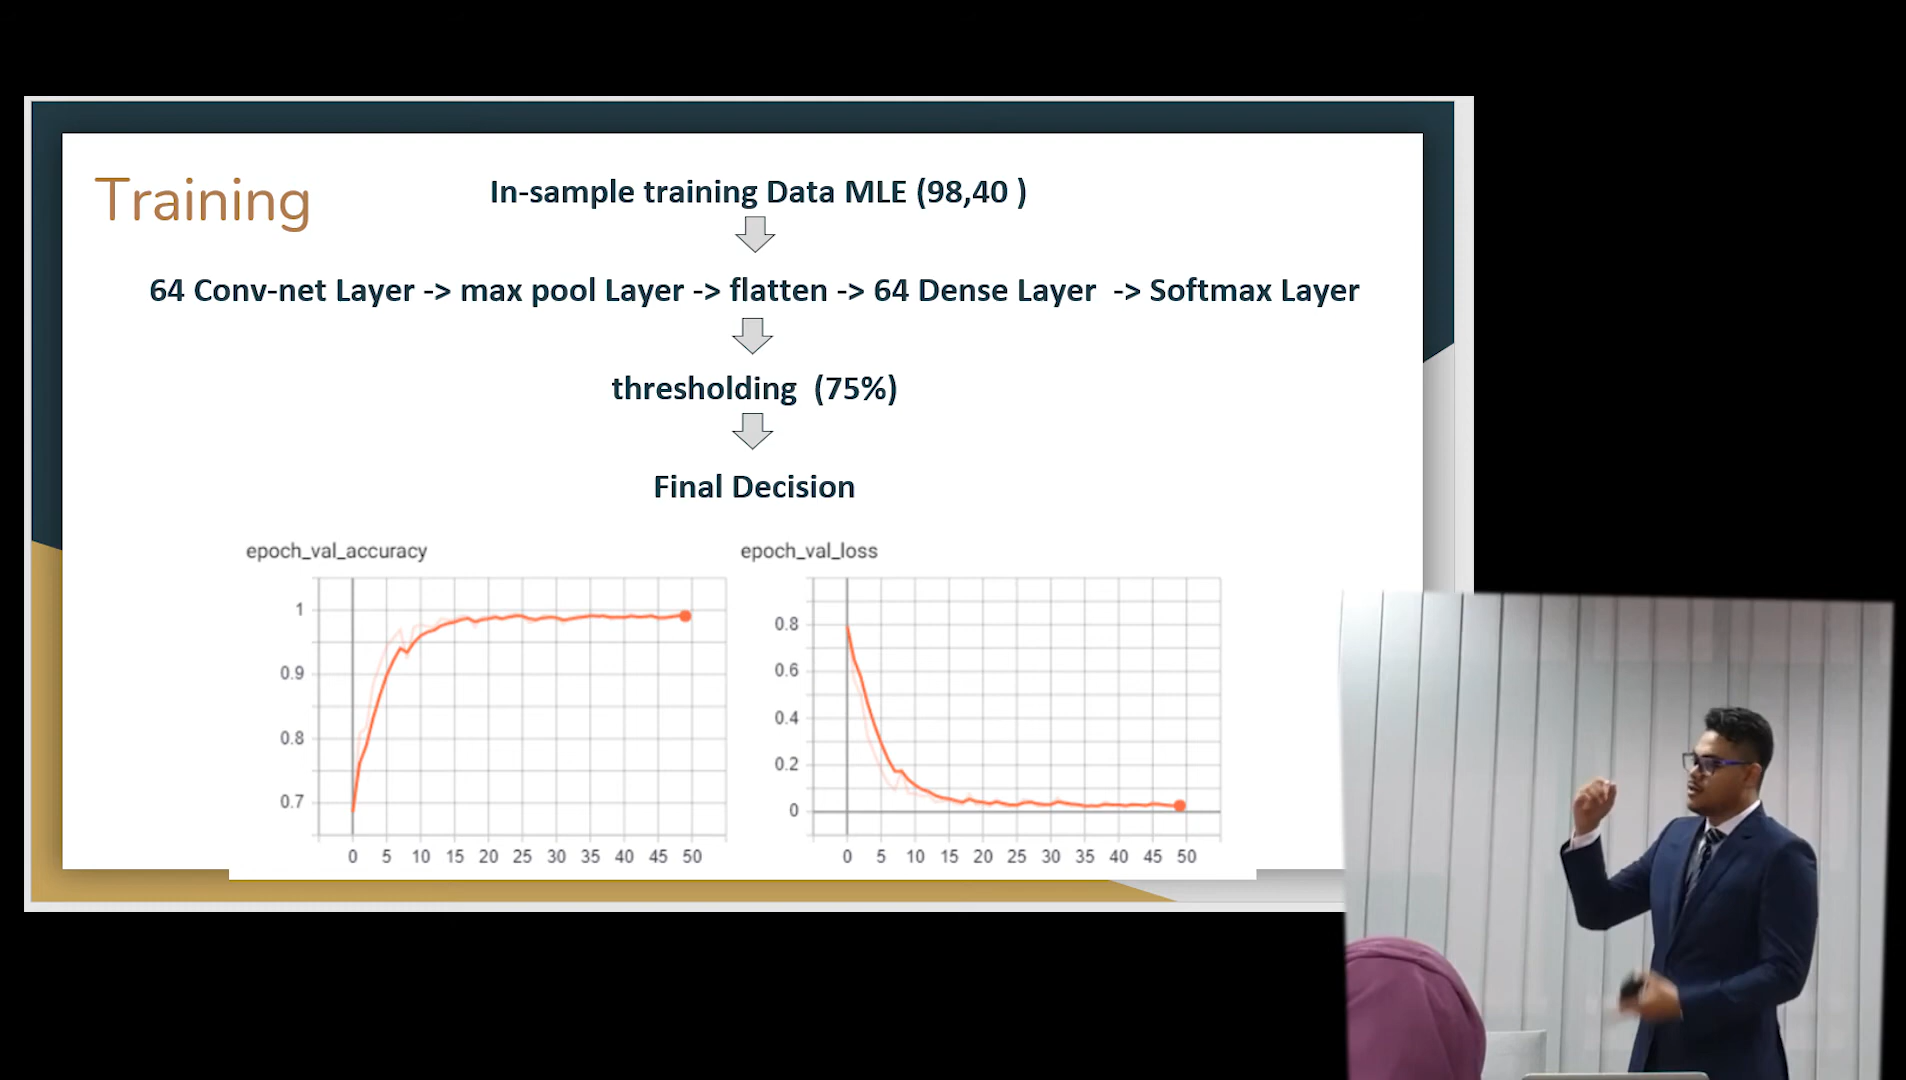 Training
In-sample training Data MLE (98,40 )
64 Conv-net Layer -> max pool Layer -> flatten -> 64 Dense Layer -> Softmax Layer
thresholding (75%)
Final Decision
epoch_val_accuracy
1
0.9
0.8
0.7
0 5 10 15 20 25 30 35 40 45 50
epoch_val_loss
0.8
0.6
0.4
0.2
0
0 5 10 15 20 25 30 35 40 45 50